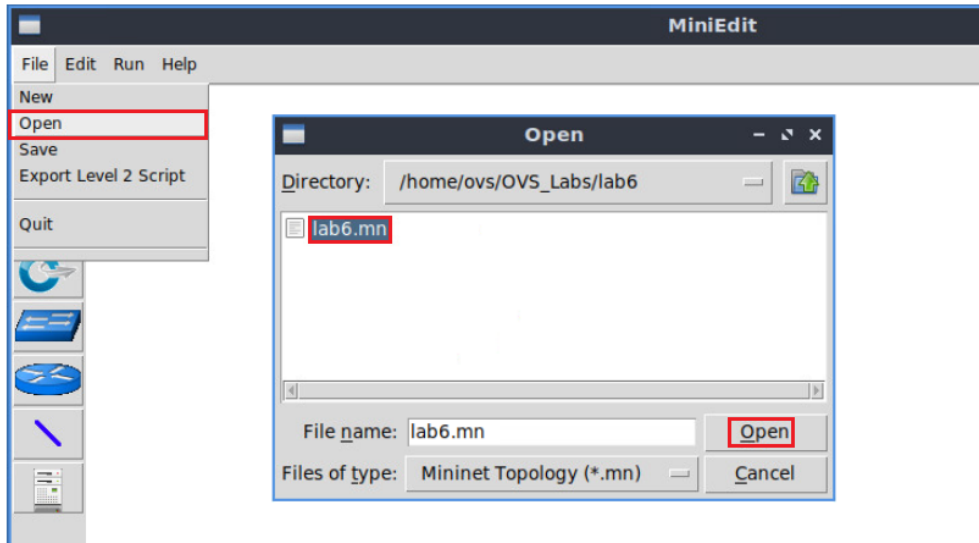 MiniEdit
File Edit Run Help
New
Open
Save
Export Level 2 Script
Quit
Open
Directory: /home/ovs/OVS_Labs/lab6
lab6.mn
File name: lab6.mn
Open
Files of type: Mininet Topology (*.mn)
Cancel